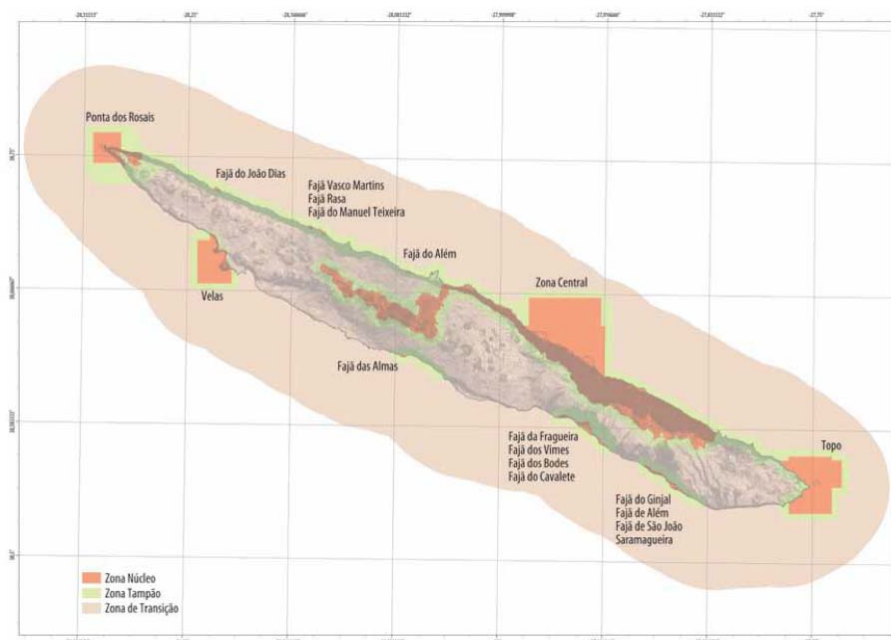 Ponta dos Rosais
Fajã do João Dias
Fajã Vasco Martins
Fajã Rasa
Fajã do Manuel Teixeira
Fajã do Além
Zona Central
Velas
Fajã das Almas
Fajã da Fragueira
Fajã dos Vimes
Fajã dos Bodes
Fajã do Cavalete
Topo
Fajã do Ginjal
Fajã de Além
Fajã de São João
Saramagueira
Zona Núcleo
Zona Tampão
Zona de Transição